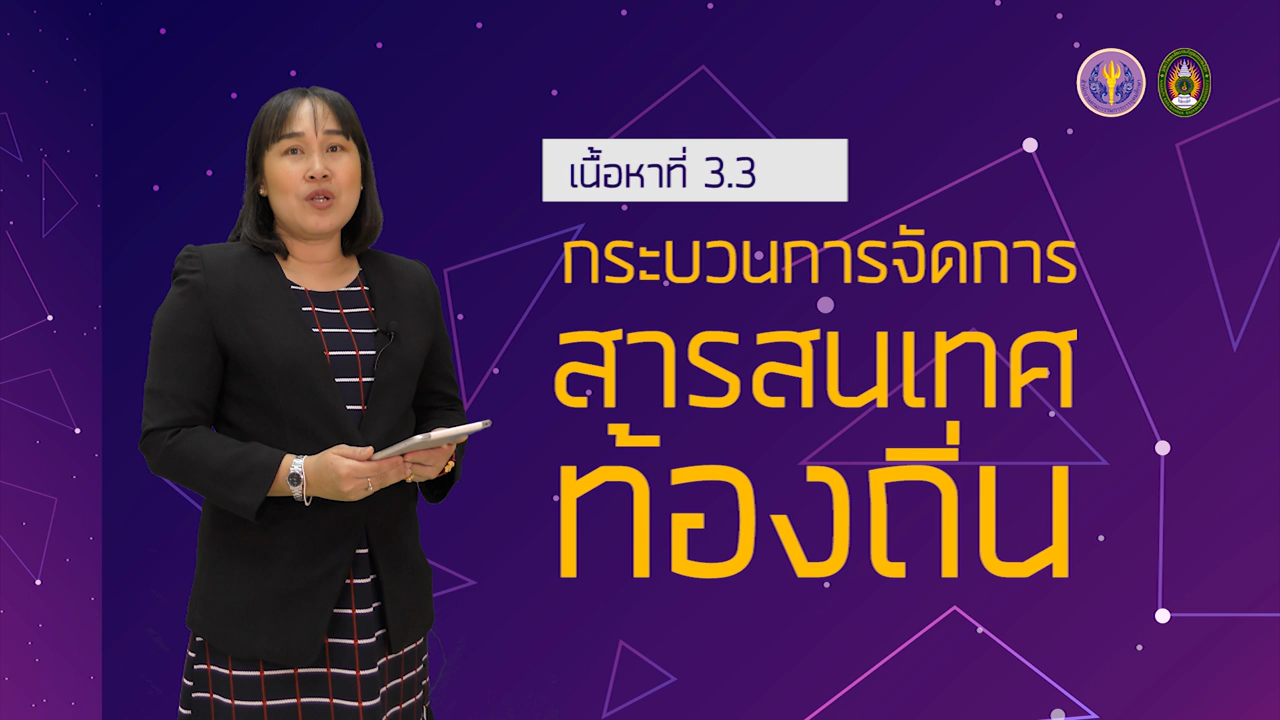 เนื้อหาที่ 3.3
กระบวนการจัดการ
สารสนเทศ
ท้องถิ่น